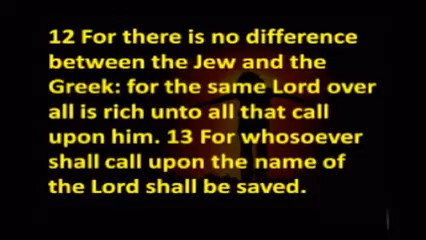 12 For there is no difference
between the Jew and the
Greek: for the same Lord over
all is rich unto all that call
upon him. 13 For whosoever
shall call upon the name of
the Lord shall be saved.